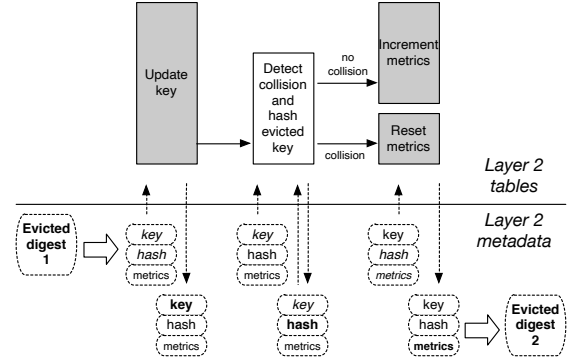 Update
key
Detect
collision
and
hash
evicted
key
no
collision
collision
Increment
metrics
Reset
metrics
Layer 2
tables
Layer 2
metadata
Evicted
digest
1
key
hash
metrics
key
hash
metrics
key
hash
metrics
key
hash
metrics
key
hash
metrics
key
hash
metrics
Evicted
digest
2